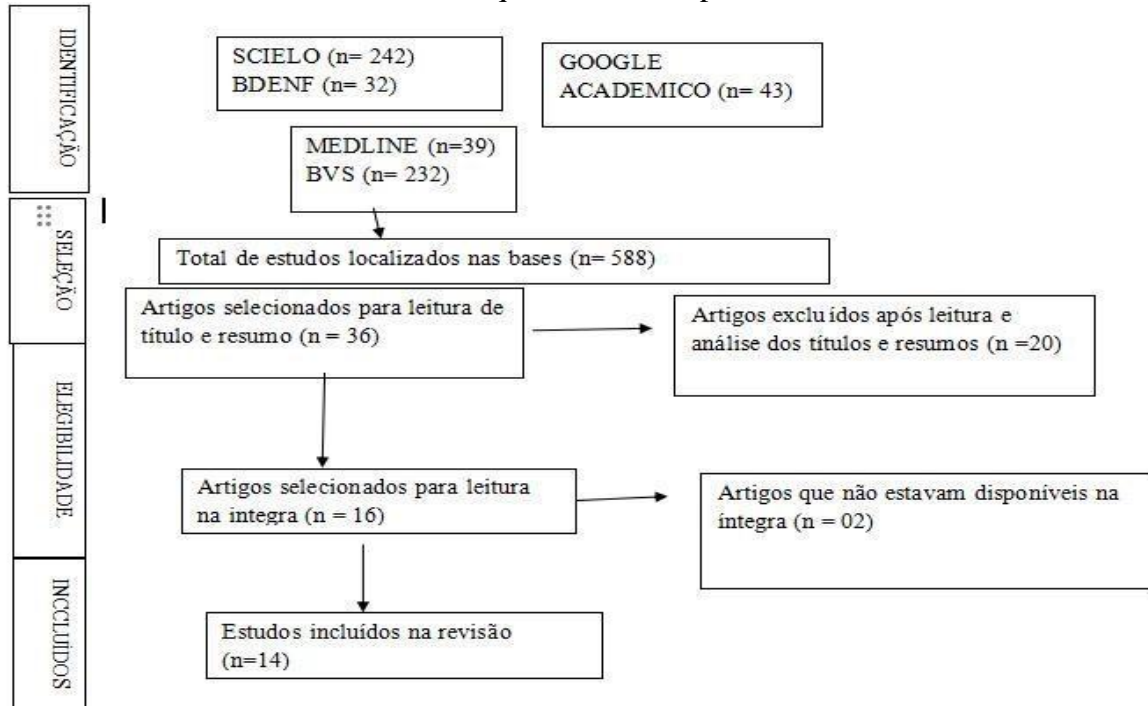 IDENTIFICAÇÃO
SCIELO (n= 242)
BDENF (n= 32)
GOOGLE
ACADEMICO (n= 43)
MEDLINE (n=39)
BVS (n= 232)
SELEÇÃO
Total de estudos localizados nas bases (n= 588)
Artigos selecionados para leitura de
título e resumo (n = 36)
Artigos excluídos após leitura e
análise dos títulos e resumos (n =20)
ELEGIBILIDADE
Artigos selecionados para leitura
na integra (n = 16)
Artigos que não estavam disponíveis na
íntegra (n = 02)
INCCLUÍDOS
Estudos incluídos na revisão
(n=14)